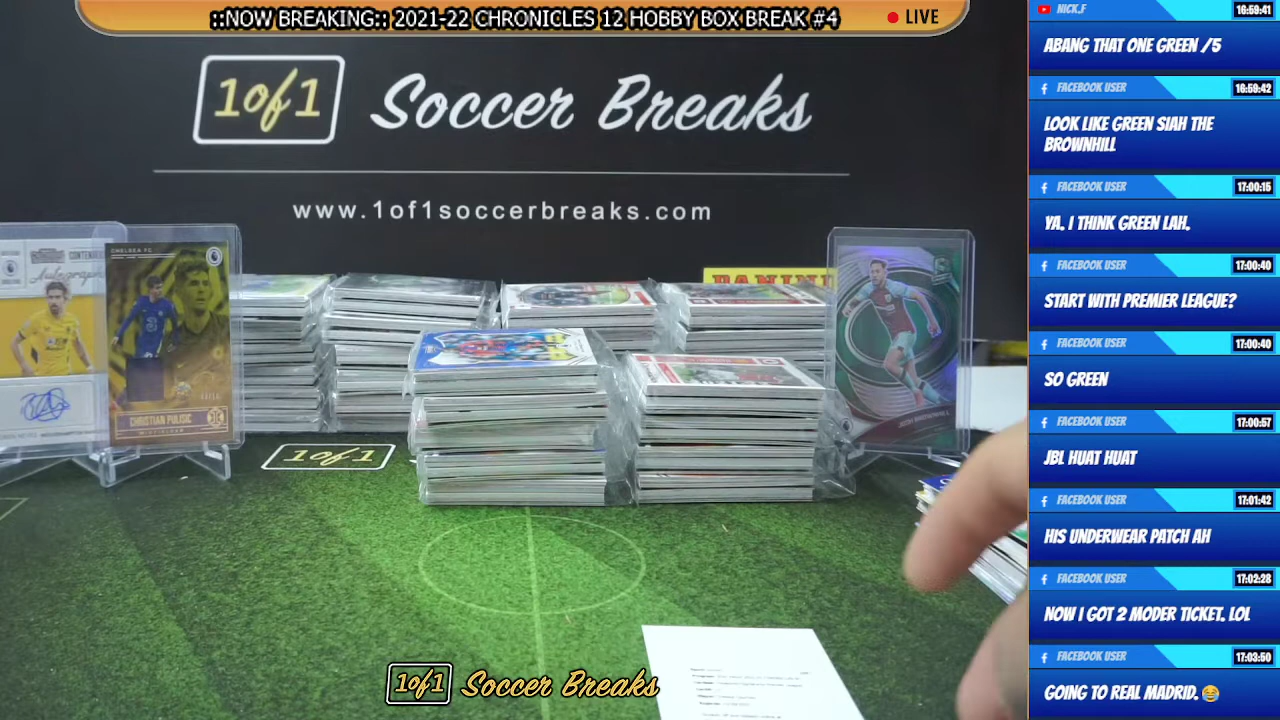 ::NOW BREAKING:: 2021-22 CHRONICLES 12 HOBBY BOX BREAK #4
LIVE
1of1 Soccer Breaks
www.1of1soccerbreaks.com
CHELSEA FC
Autograph
CHRISTIAN PULISIC
PANINI
JOSH BROWNHILL
1of1
1of1 Soccer Breaks
NICK.F
16:59:41
ABANG THAT ONE GREEN /5
FACEBOOK USER
16:59:42
LOOK LIKE GREEN SIAH THE
BROWNHILL
FACEBOOK USER
17:00:15
YA. I THINK GREEN LAH.
FACEBOOK USER
17:00:40
START WITH PREMIER LEAGUE?
FACEBOOK USER
17:00:40
SO GREEN
FACEBOOK USER
17:00:57
JBL HUAT HUAT
FACEBOOK USER
17:01:42
HIS UNDERWEAR PATCH AH
FACEBOOK USER
17:02:28
NOW I GOT 2 MODER TICKET. LOL
FACEBOOK USER
17:03:50
GOING TO REAL MADRID. 😂